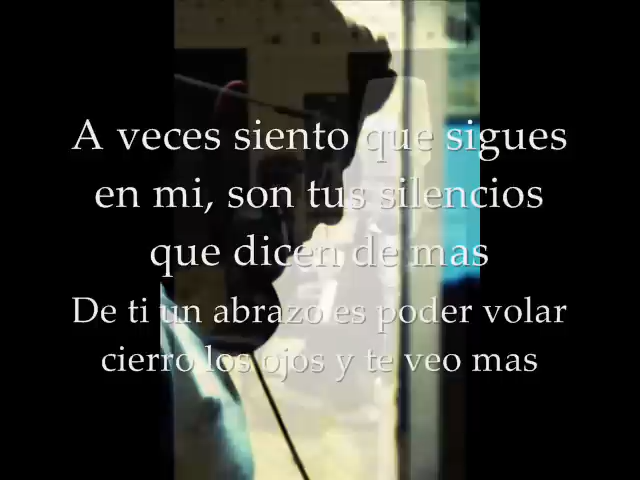 A veces siento que sigues
en mi, son tus silencios
que dicen de mas
De ti un abrazo es poder volar
cierro los ojos y te veo mas